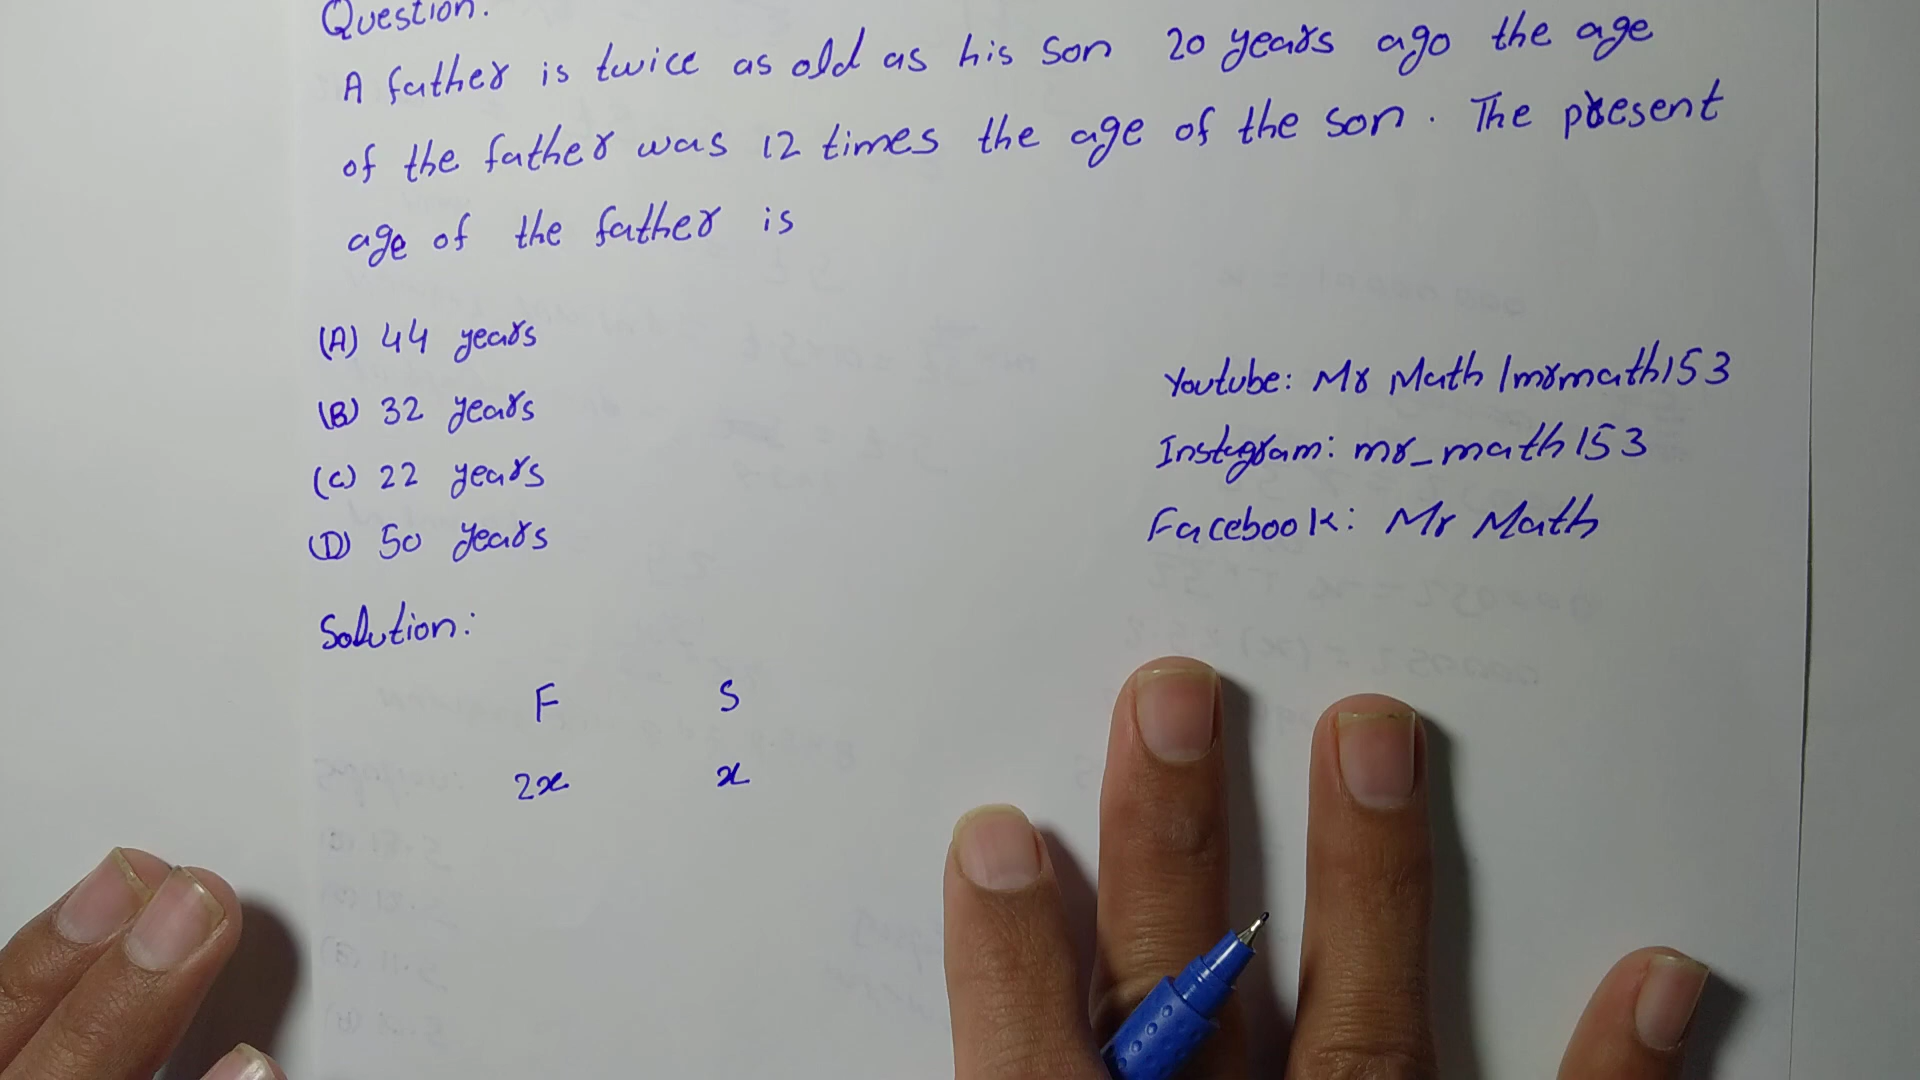 Question.
A father is twice as old as his son 20 years ago the age
of the father was 12 times the age of the son. The present
age of the father is
(A) 44 years
(B) 32 years
(C) 22 years
(D) 50 years
Youtube: Mr Math /mrmath153
Instegram: mr_math153
Facebook: Mr Math
Solution:
F S
2x x